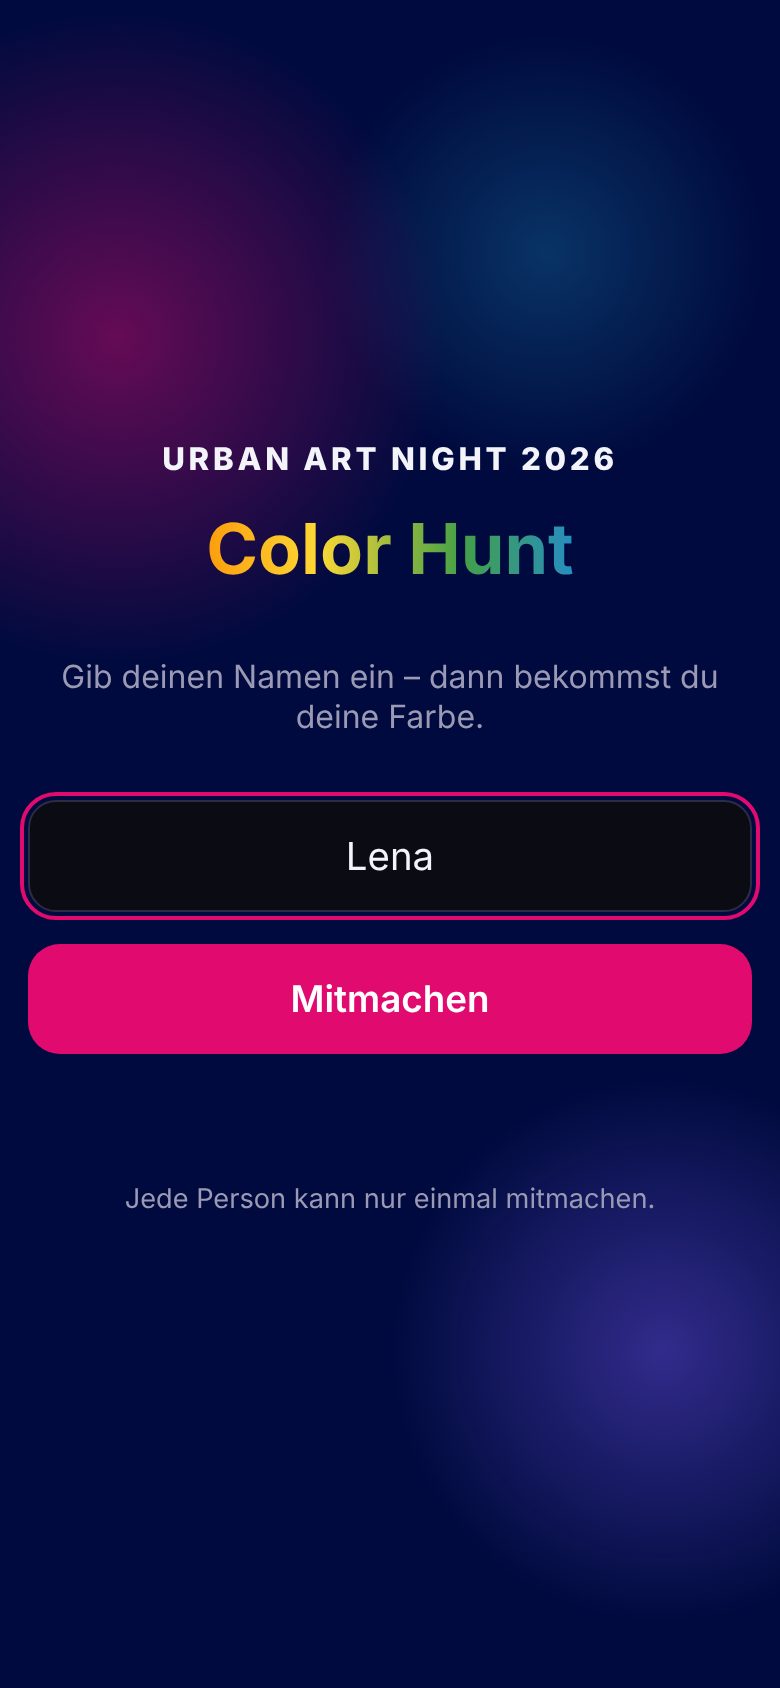 URBAN ART NIGHT 2026
Color Hunt
Gib deinen Namen ein – dann bekommst du
deine Farbe.
Lena
Mitmachen
Jede Person kann nur einmal mitmachen.